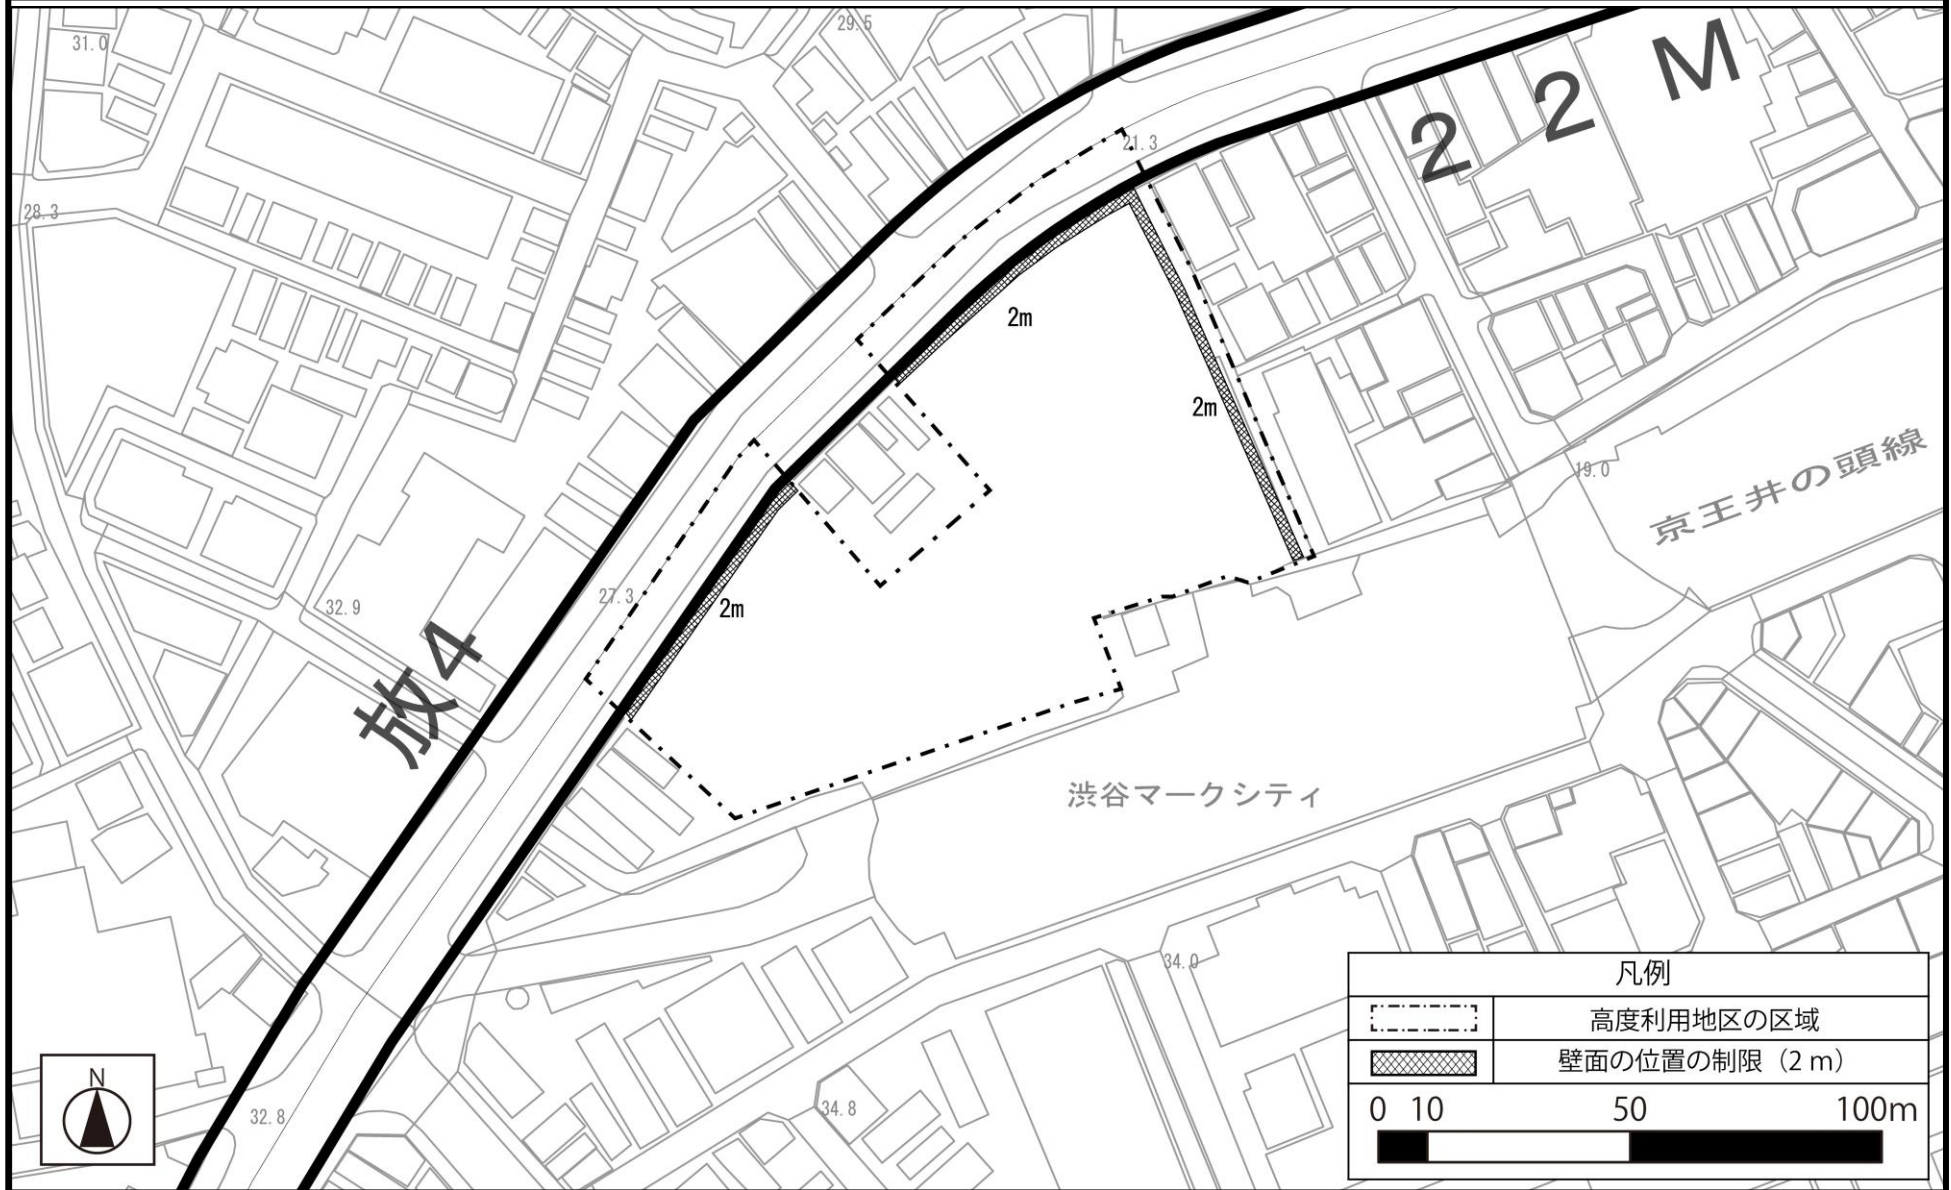 29.5
31.0
22M
21.3
28.3
2m
2m
京王井の頭線
19.0
27.3
2m
32.9
放4
渋谷マークシティ
34.0
凡例
高度利用地区の区域
壁面の位置の制限（2 m）
0 10 50 100m
N
32.8
34.8